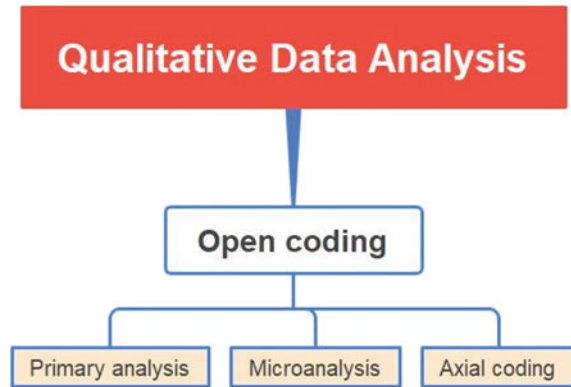 Qualitative Data Analysis
Open coding
Primary analysis
Microanalysis
Axial coding